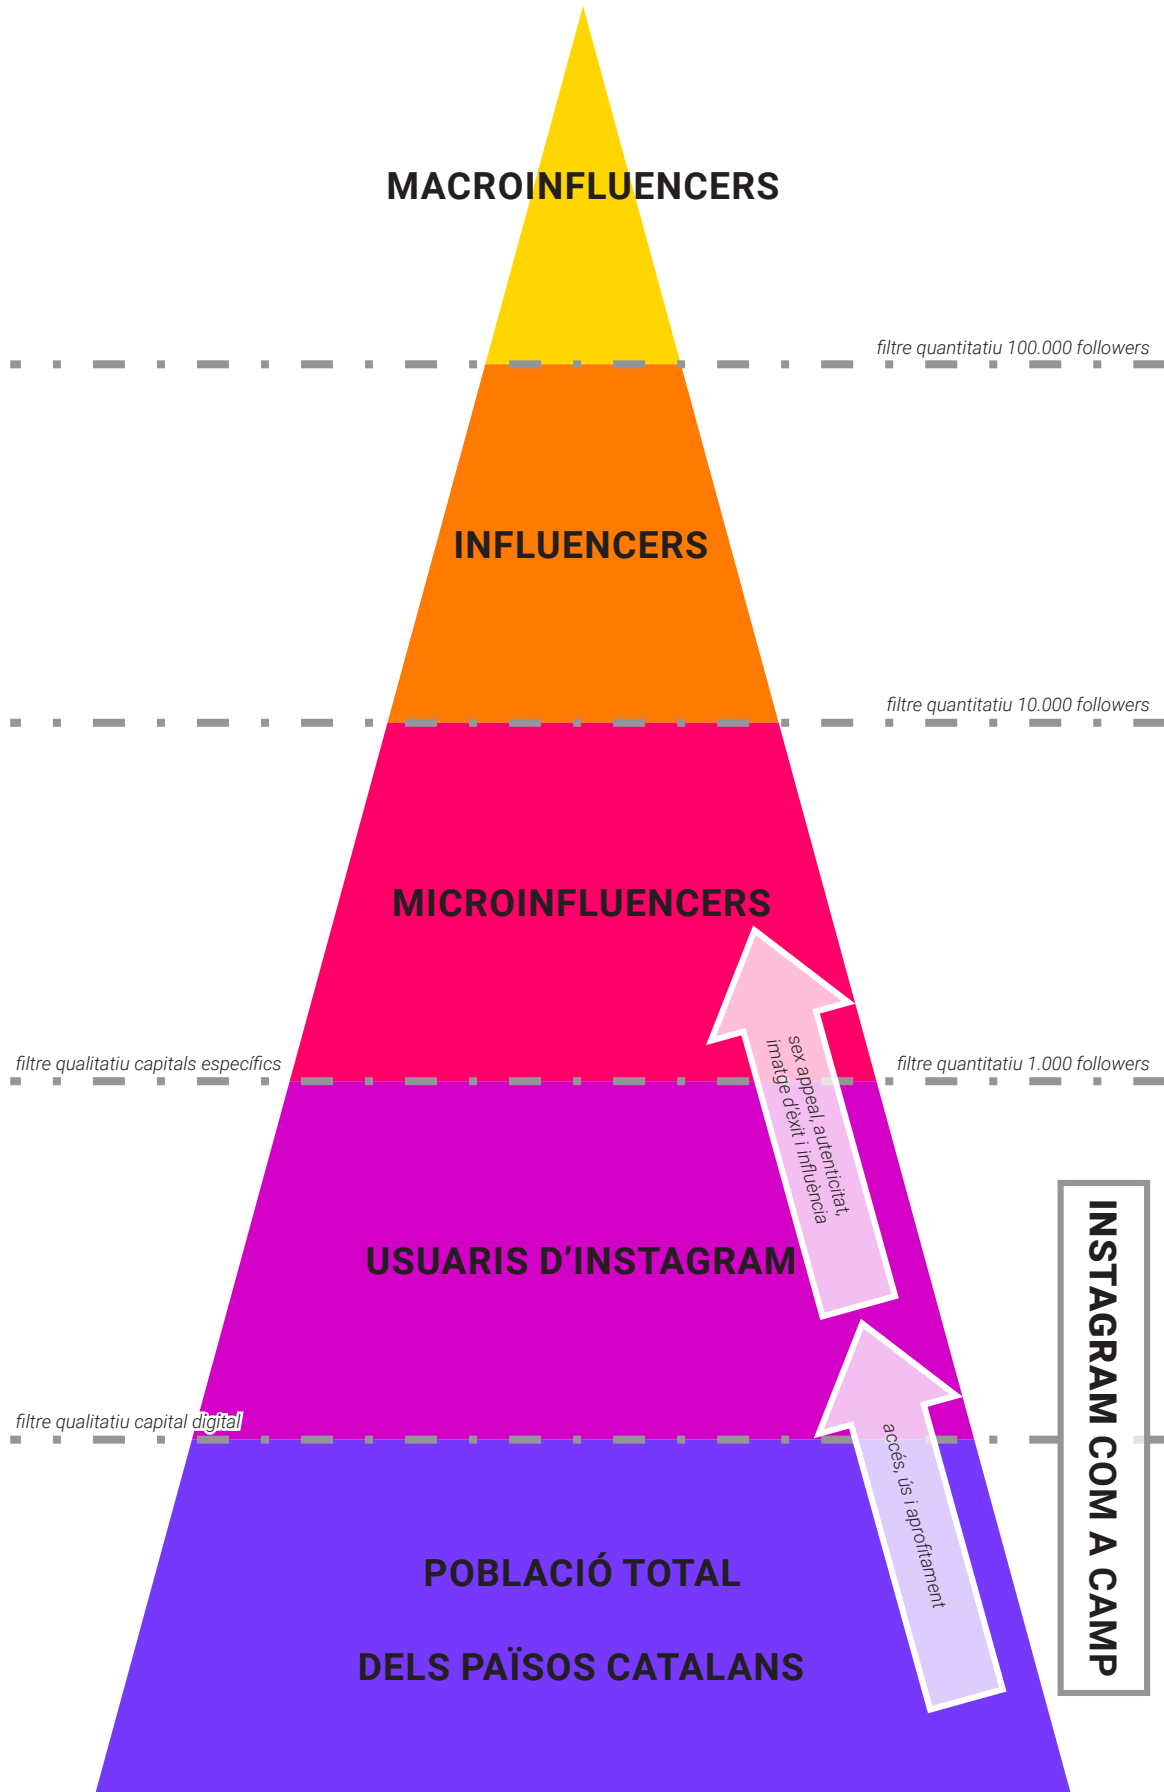 MACROINFLUENCERS
filtre quantitatiu 100.000 followers
INFLUENCERS
filtre quantitatiu 10.000 followers
MICROINFLUENCERS
filtre qualitatiu capitals específics
filtre quantitatiu 1.000 followers
sex appeal, autenticitat,
imatge d'èxit i influència
USUARIS D’INSTAGRAM
INSTAGRAM COM A CAMP
filtre qualitatiu capital digital
accés, ús i aprofitament
POBLACIÓ TOTAL
DELS PAÏSOS CATALANS